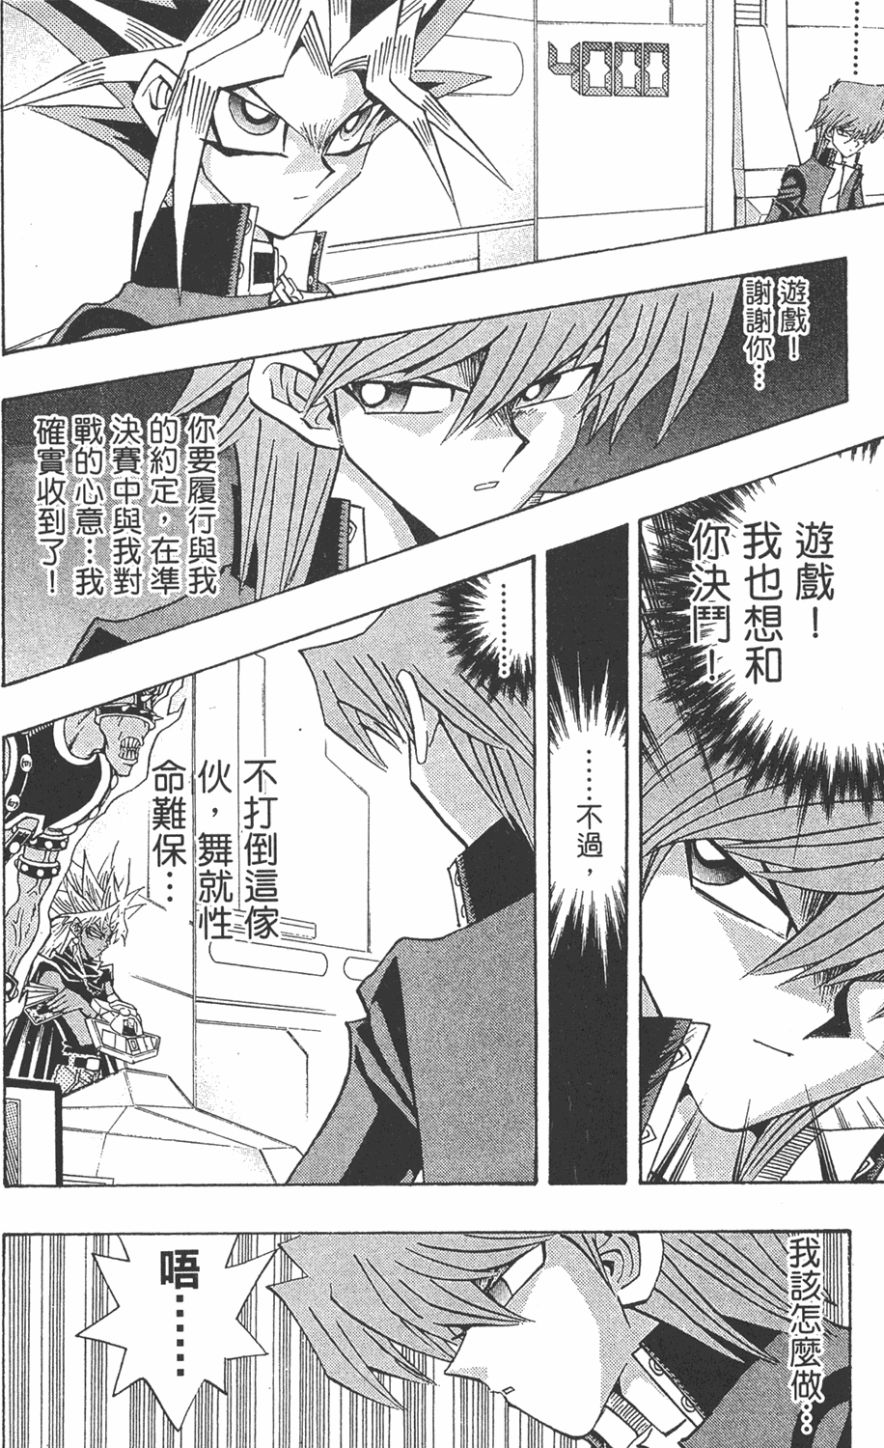 4000
………
遊戲！
謝謝你…
你要履行與我
的約定，在準
決賽中與我對
戰的心意…我
確實收到了！
遊戲！
我也想和
你決鬥！
……不過，
………
不打倒這傢
伙，舞就性
命難保…
我該怎麼做…
唔……